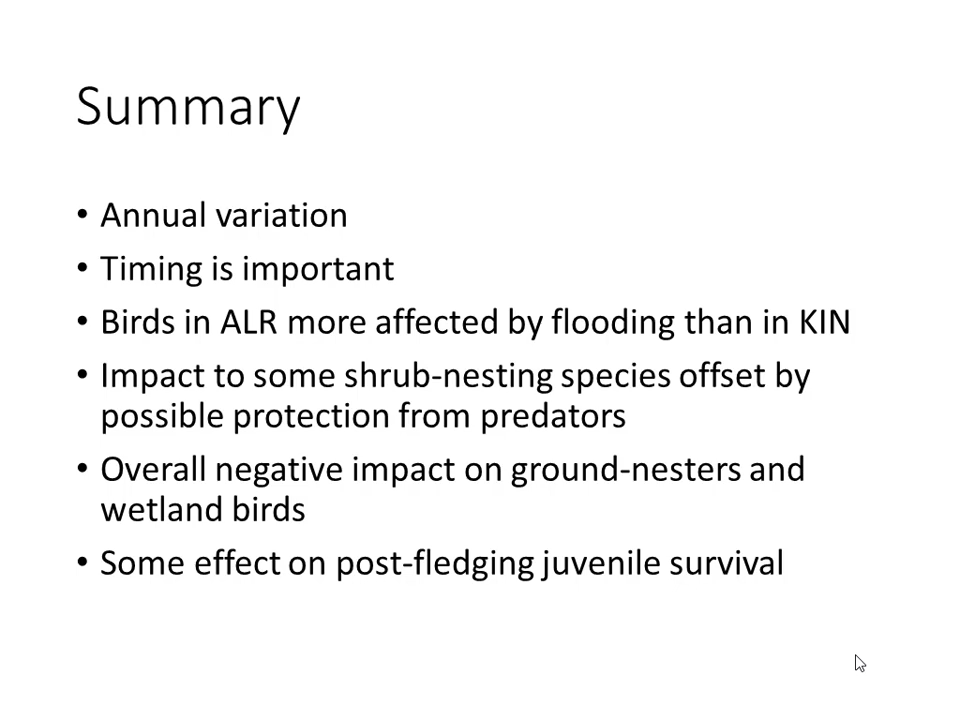 Summary
• Annual variation
• Timing is important
• Birds in ALR more affected by flooding than in KIN
• Impact to some shrub-nesting species offset by
possible protection from predators
• Overall negative impact on ground-nesters and
wetland birds
• Some effect on post-fledging juvenile survival